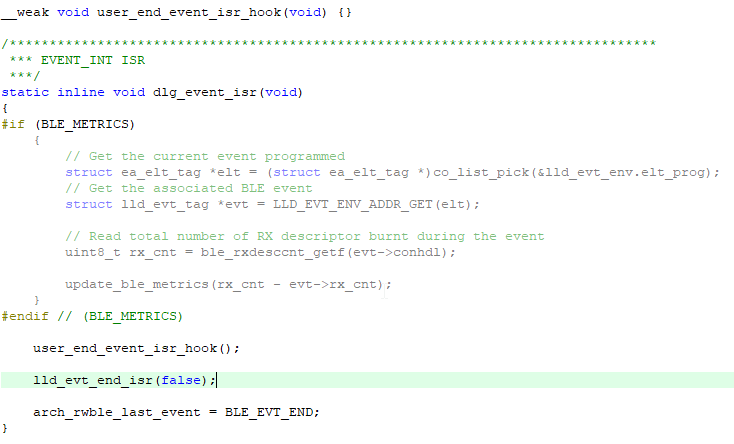 __weak void user_end_event_isr_hook(void) {}
/*********************************************************************************
 *** EVENT_INT ISR
 ***/
static inline void dlg_event_isr(void)
{
#if (BLE_METRICS)
    {
        // Get the current event programmed
        struct ea_elt_tag *elt = (struct ea_elt_tag *)co_list_pick(&lld_evt_env.elt_prog);
        // Get the associated BLE event
        struct lld_evt_tag *evt = LLD_EVT_ENV_ADDR_GET(elt);
        // Read total number of RX descriptor burnt during the event
        uint8_t rx_cnt = ble_rxdesccnt_getf(evt->conhdl);
        update_ble_metrics(rx_cnt - evt->rx_cnt);
    }
#endif // (BLE_METRICS)
    user_end_event_isr_hook();
    lld_evt_end_isr(false);
    arch_rwble_last_event = BLE_EVT_END;
}